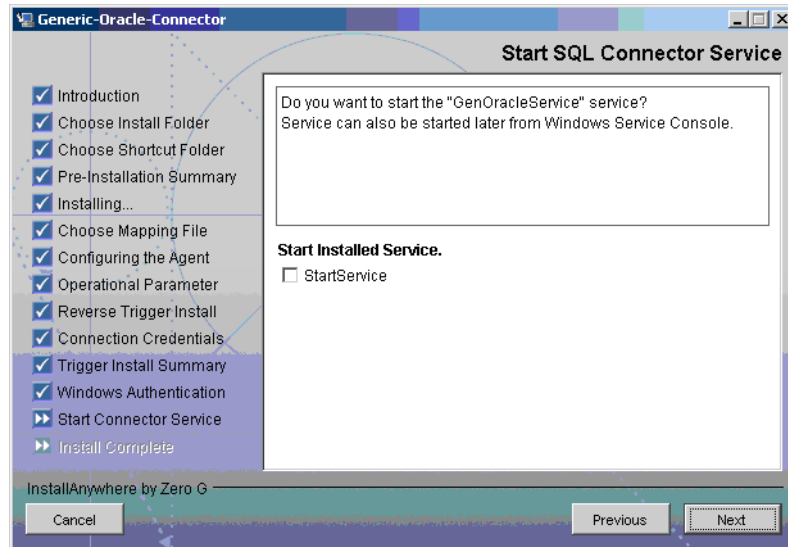 Generic-Oracle-Connector
Start SQL Connector Service
Introduction
Choose Install Folder
Choose Shortcut Folder
Pre-Installation Summary
Installing...
Choose Mapping File
Configuring the Agent
Operational Parameter
Reverse Trigger Install
Connection Credentials
Trigger Install Summary
Windows Authentication
Start Connector Service
Install Complete
Do you want to start the "GenOracleService" service?
Service can also be started later from Windows Service Console.
Start Installed Service.
StartService
InstallAnywhere by Zero G
Cancel
Previous
Next